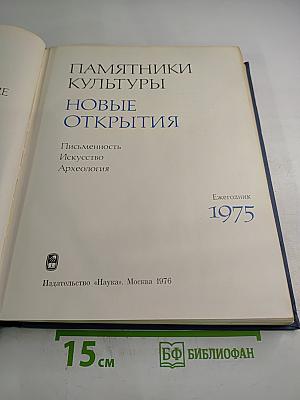 ПАМЯТНИКИ
КУЛЬТУРЫ
НОВЫЕ
ОТКРЫТИЯ
Письменность
Искусство
Археология
Ежегодник
1975
Издательство «Наука». Москва 1976
15 см
БФ БИБЛИОФАН